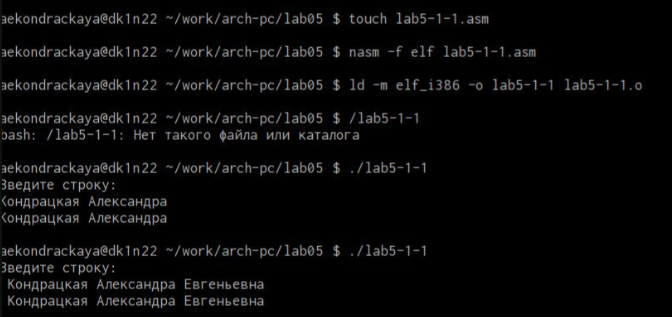 aekondrackaya@dk1n22 ~/work/arch-pc/lab05 $ touch lab5-1-1.asm
aekondrackaya@dk1n22 ~/work/arch-pc/lab05 $ nasm -f elf lab5-1-1.asm
aekondrackaya@dk1n22 ~/work/arch-pc/lab05 $ ld -m elf_i386 -o lab5-1-1 lab5-1-1.o
aekondrackaya@dk1n22 ~/work/arch-pc/lab05 $ /lab5-1-1
bash: /lab5-1-1: Нет такого файла или каталога
aekondrackaya@dk1n22 ~/work/arch-pc/lab05 $ ./lab5-1-1
Введите строку:
Кондрацкая Александра
Кондрацкая Александра
aekondrackaya@dk1n22 ~/work/arch-pc/lab05 $ ./lab5-1-1
Введите строку:
Кондрацкая Александра Евгеньевна
Кондрацкая Александра Евгеньевна